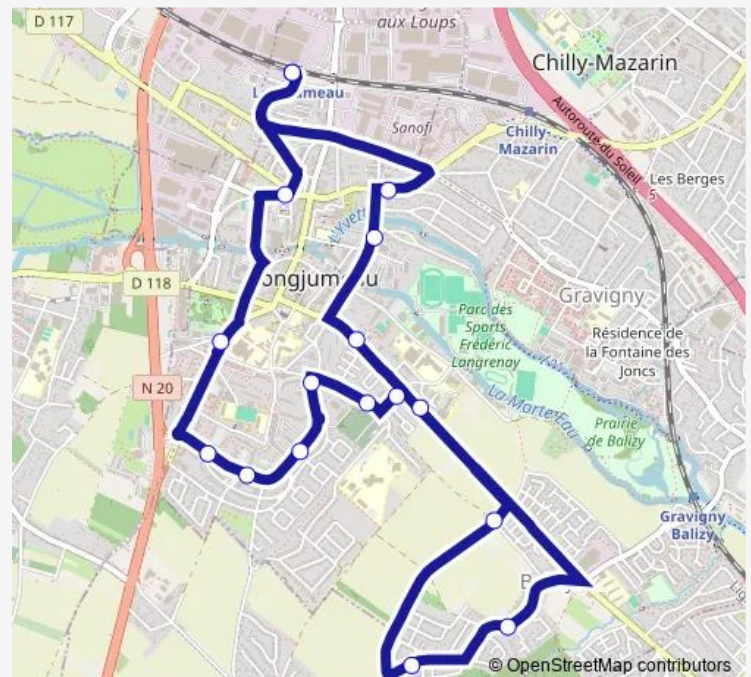 D 117
aux Loups
Chilly-Mazarin
Sanofi
Chilly-
Mazarin
Autoroute du Soleil
5
Les Berges
L'Yvette
D 118
ongjumeau
Gravigny
Parc des
Sports
Frédéric
Langrenay
Résidence de
la Fontaine des
Joncs
N 20
La Morte Eau
Prairie
de Balizy
Gravigny
Balizy
© OpenStreetMap contributors